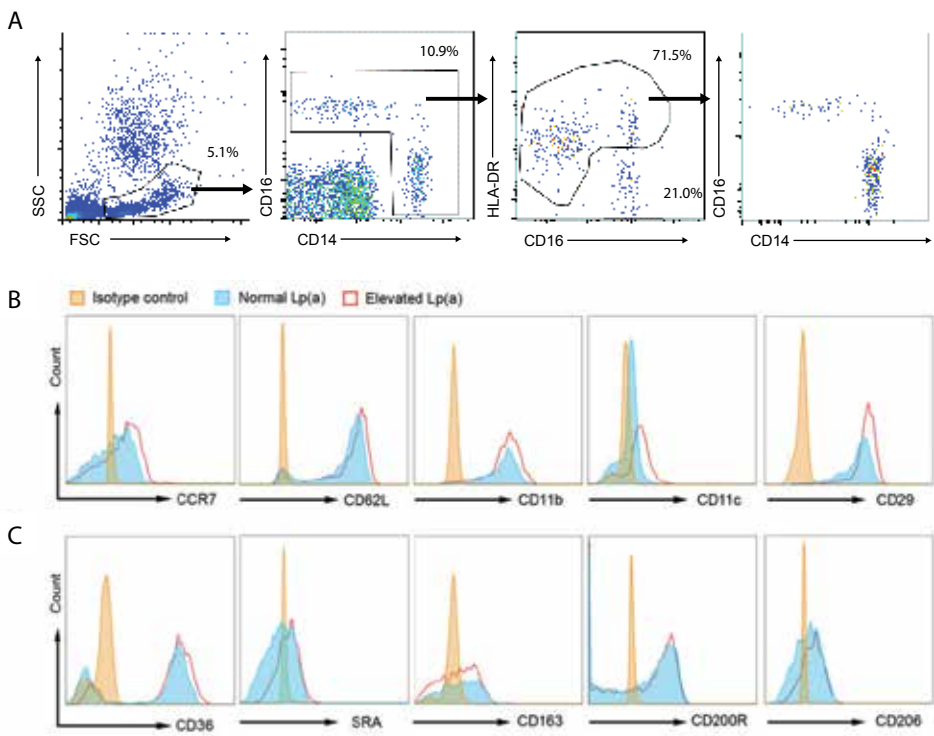 A
SSC
5.1%
FSC
CD16
10.9%
CD14
HLA-DR
71.5%
21.0%
CD16
CD16
CD14
B
Isotype control Normal Lp(a) Elevated Lp(a)
Count
CCR7 CD62L CD11b CD11c CD29
C
Count
CD36 SRA CD163 CD200R CD206